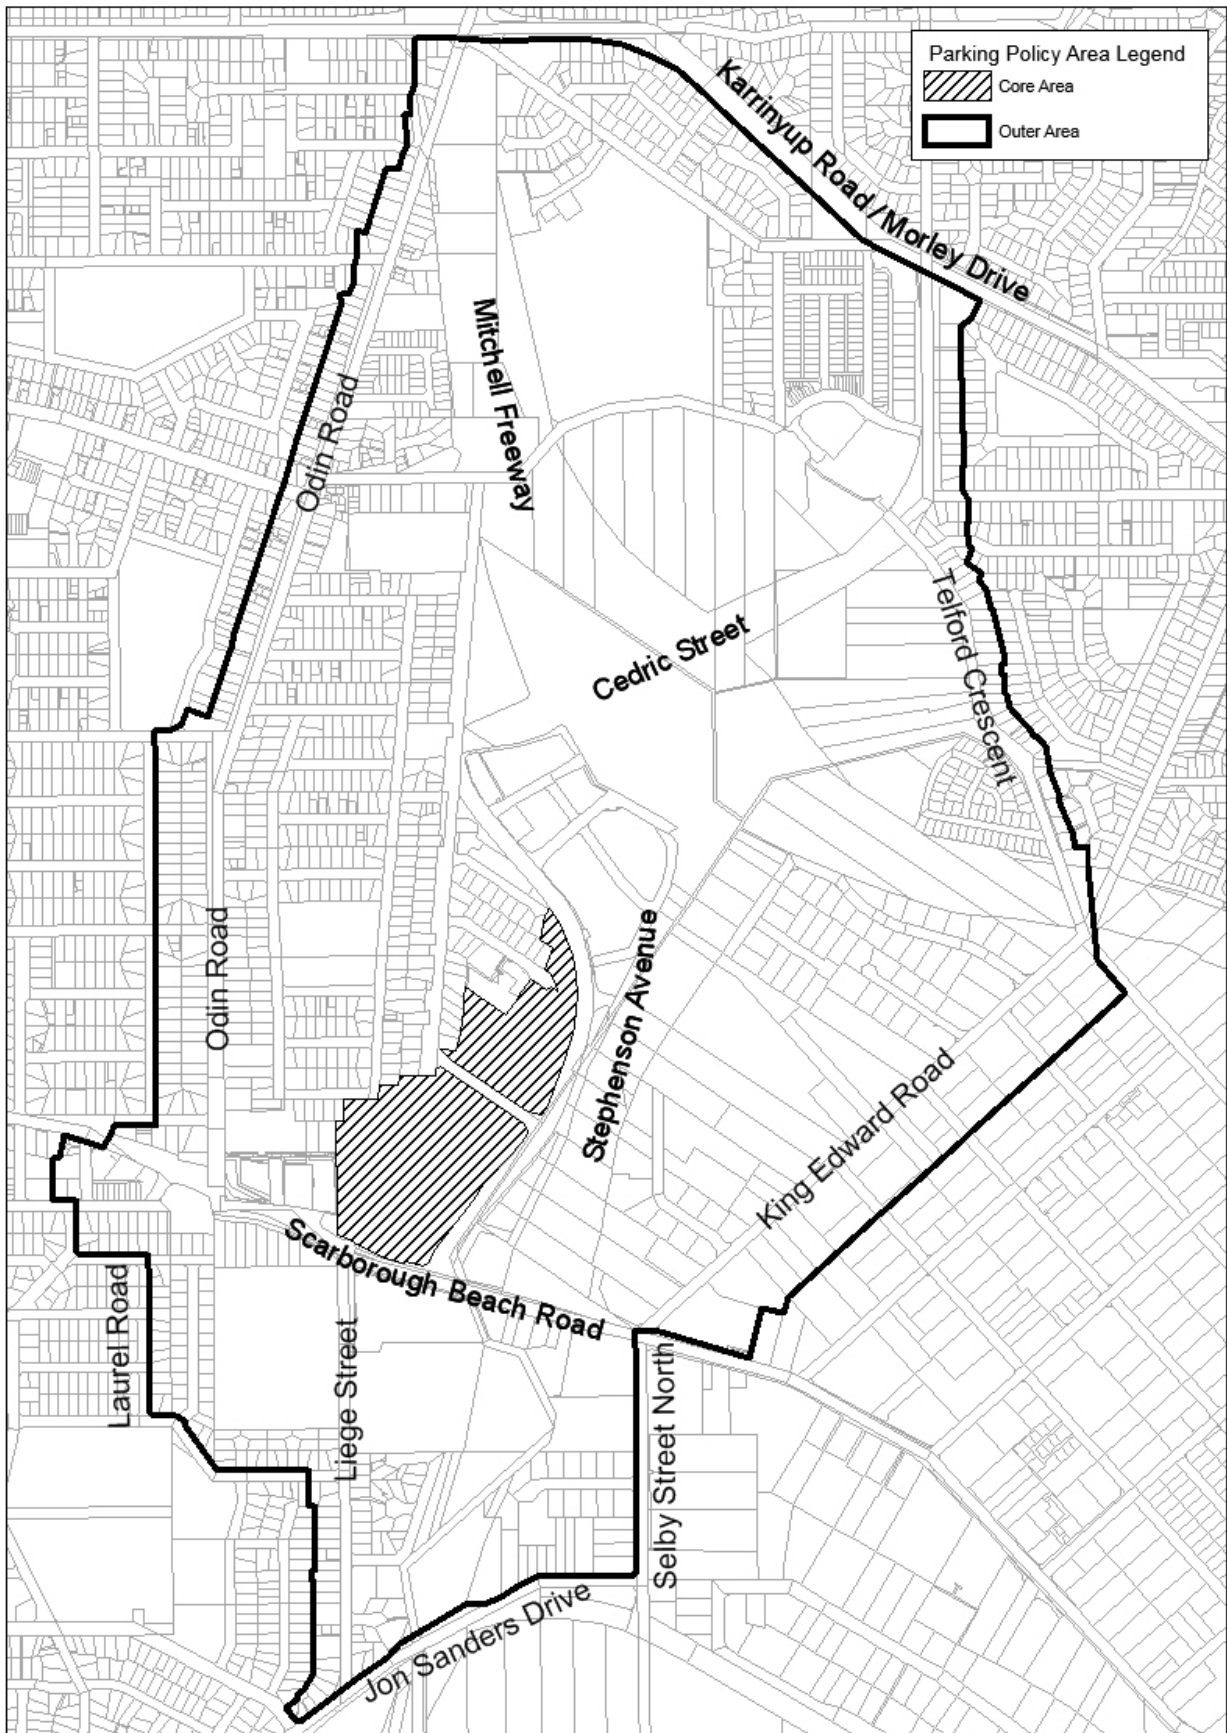 Parking Policy Area Legend
Core Area
Outer Area
Karrinyup Road/Morley Drive
Mitchell Freeway
Odin Road
Cedric Street
Telford Crescent
Odin Road
Stephenson Avenue
King Edward Road
Scarborough Beach Road
Laurel Road
Liege Street
Selby Street North
Jon Sanders Drive